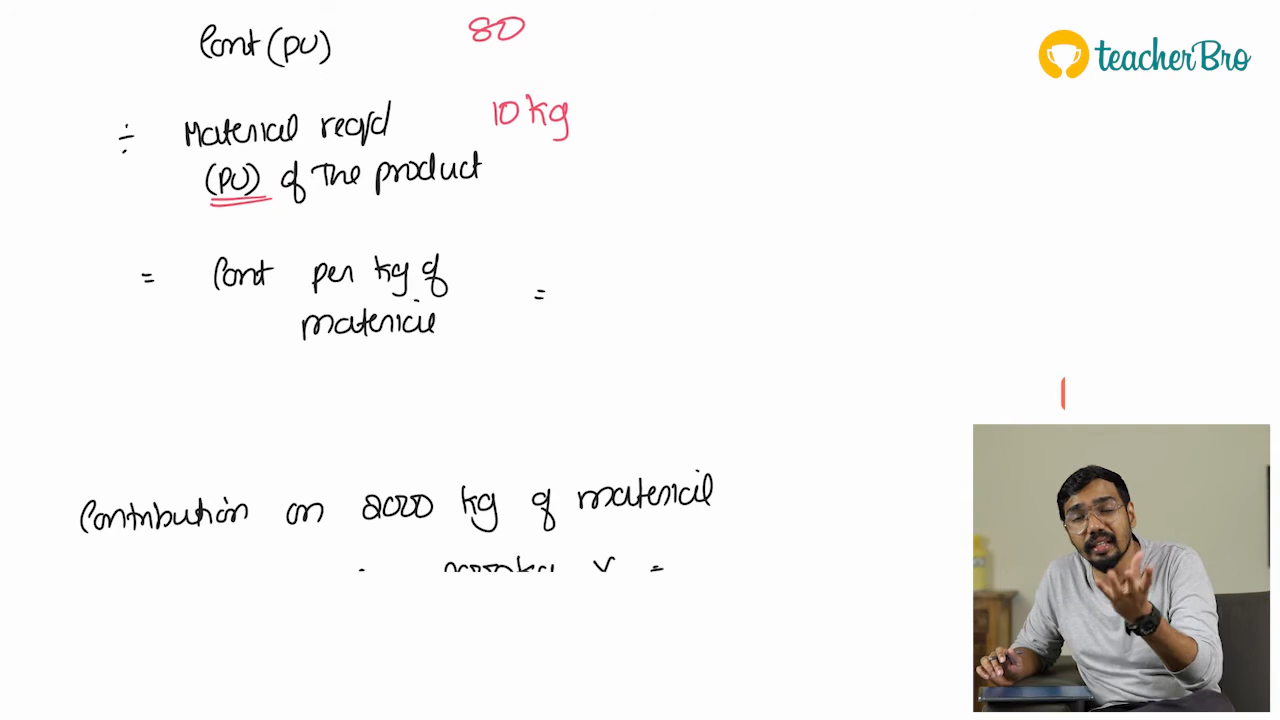 teacherBro
Cont (PU) 80
÷ Material reqd 10 kg
(PU) of the product
= Cont per kg of =
material
Contribution on 2000 kg of material